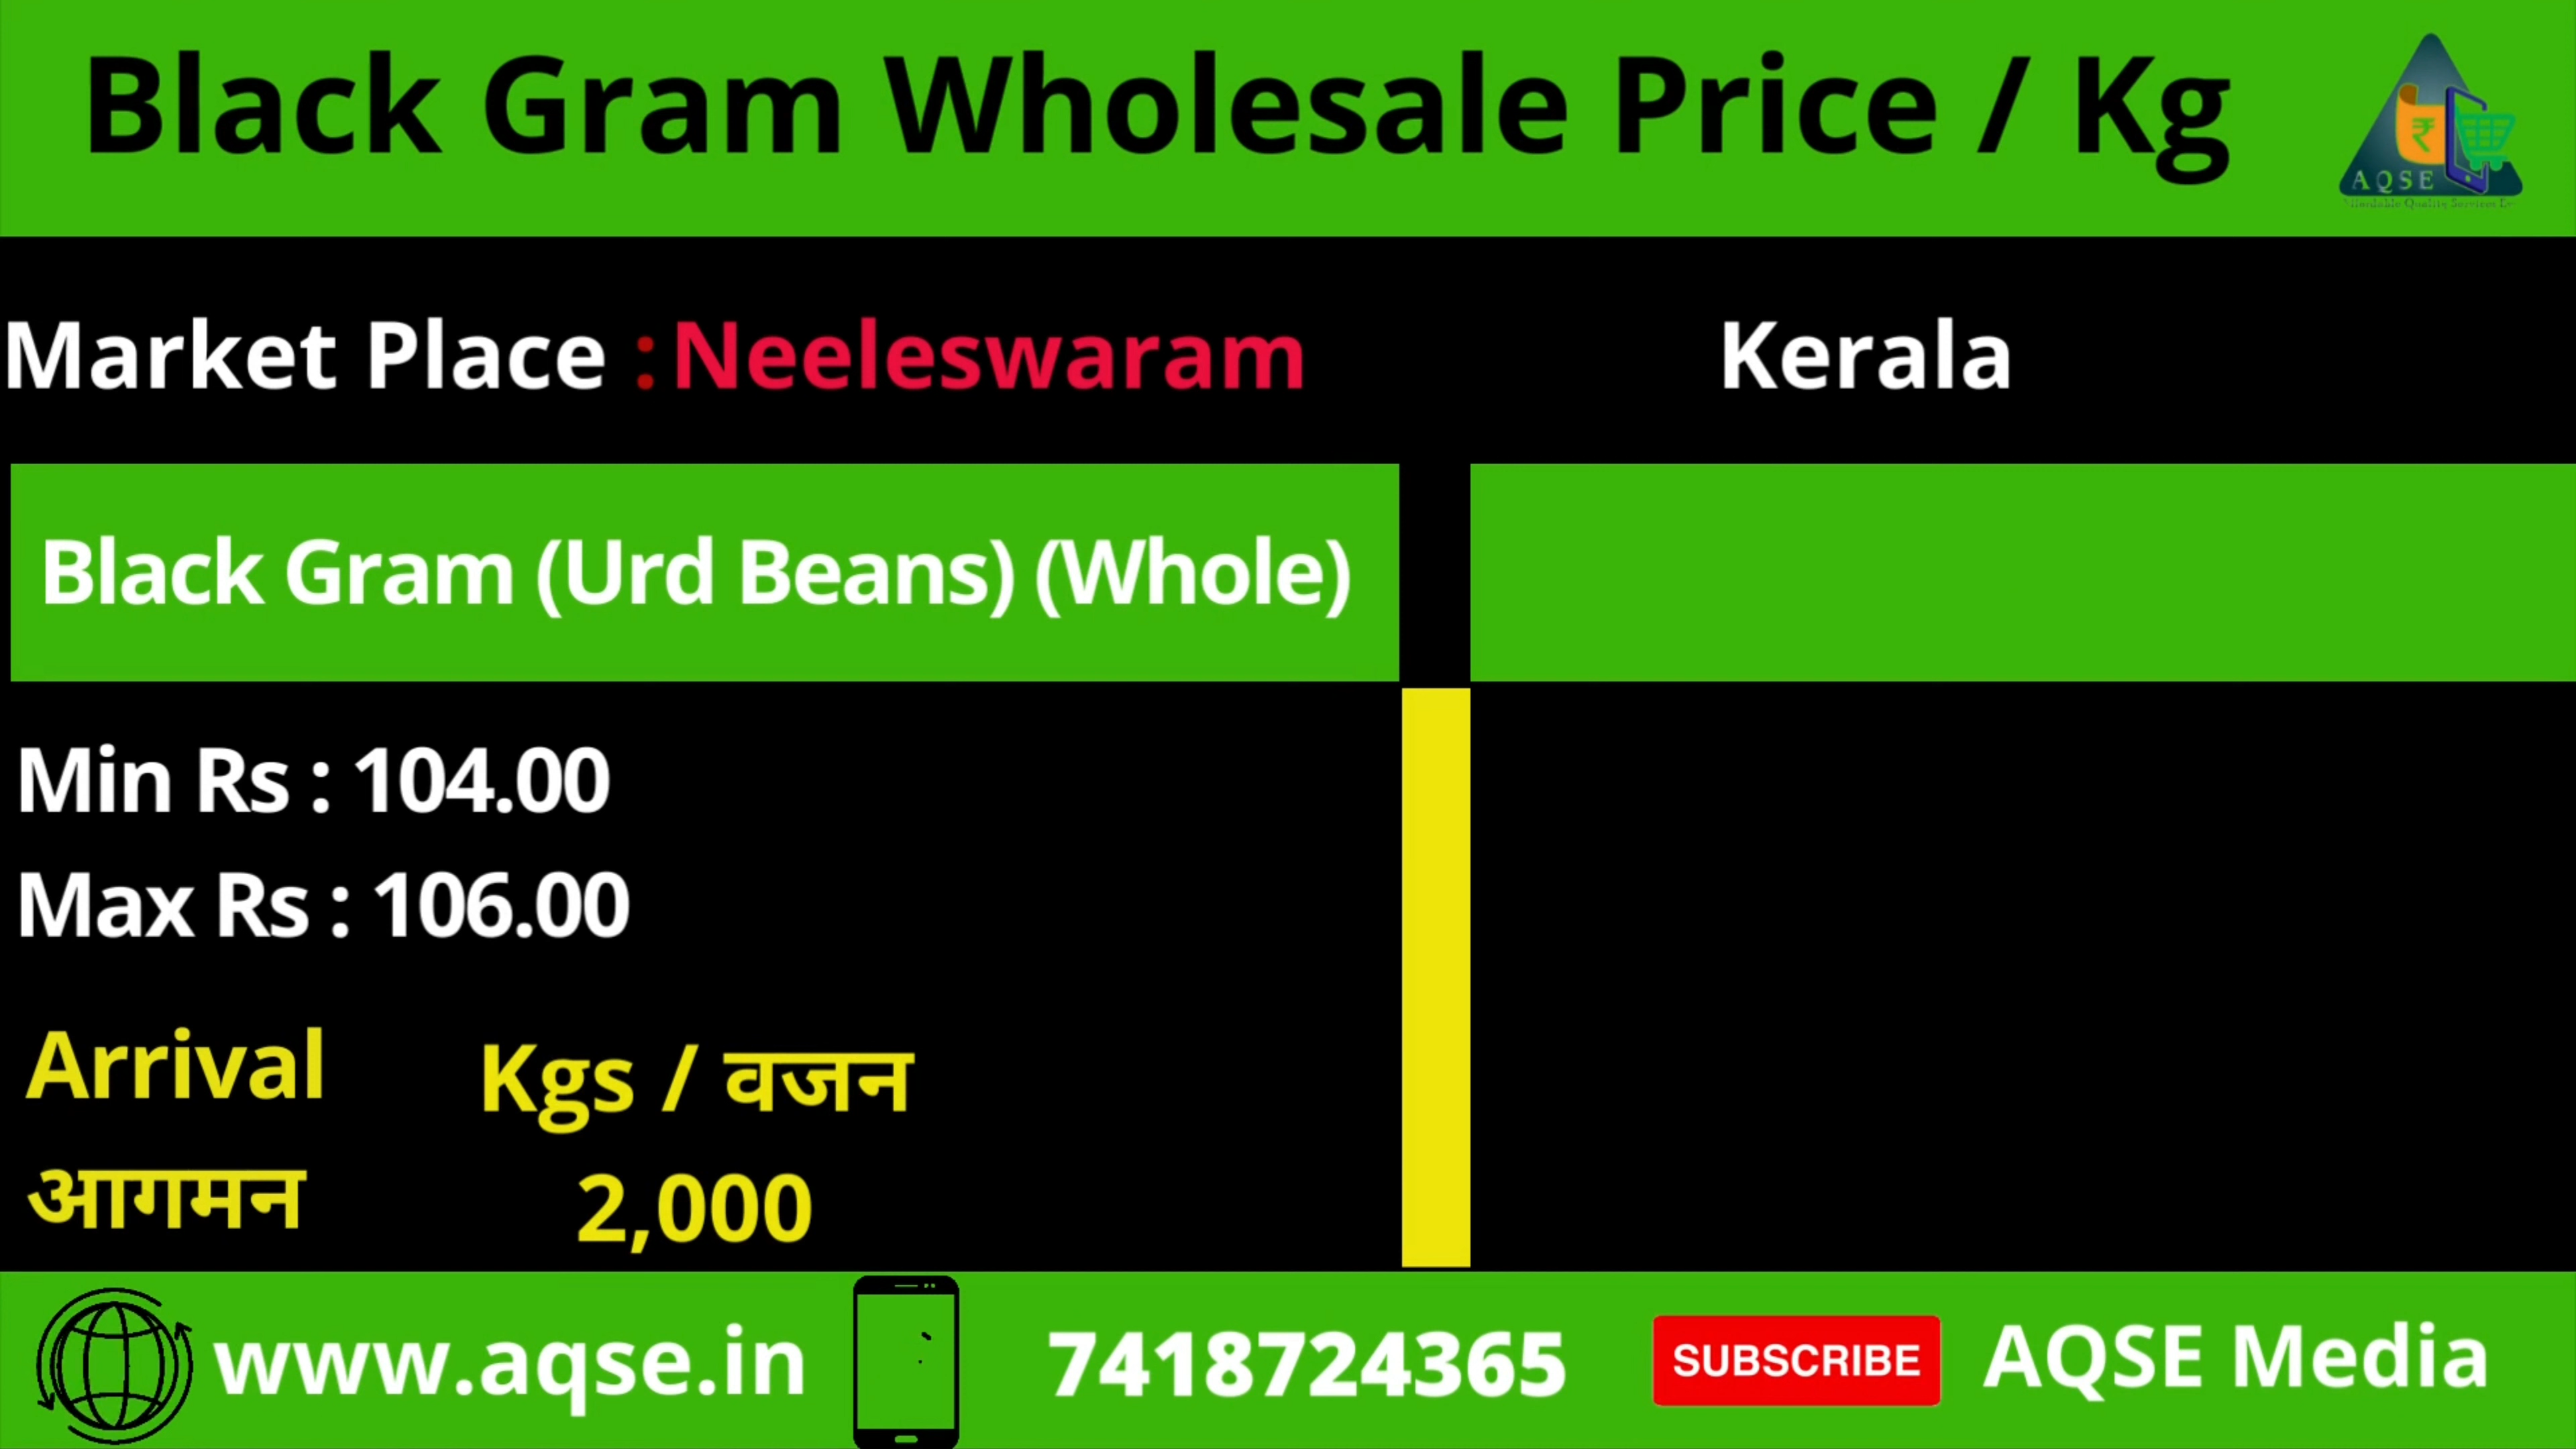 Black Gram Wholesale Price / Kg
₹
AQSE
Market Place : Neeleswaram Kerala
Black Gram (Urd Beans) (Whole)
Min Rs : 104.00
Max Rs : 106.00
Arrival Kgs / वजन
आगमन 2,000
www.aqse.in 7418724365 SUBSCRIBE AQSE Media